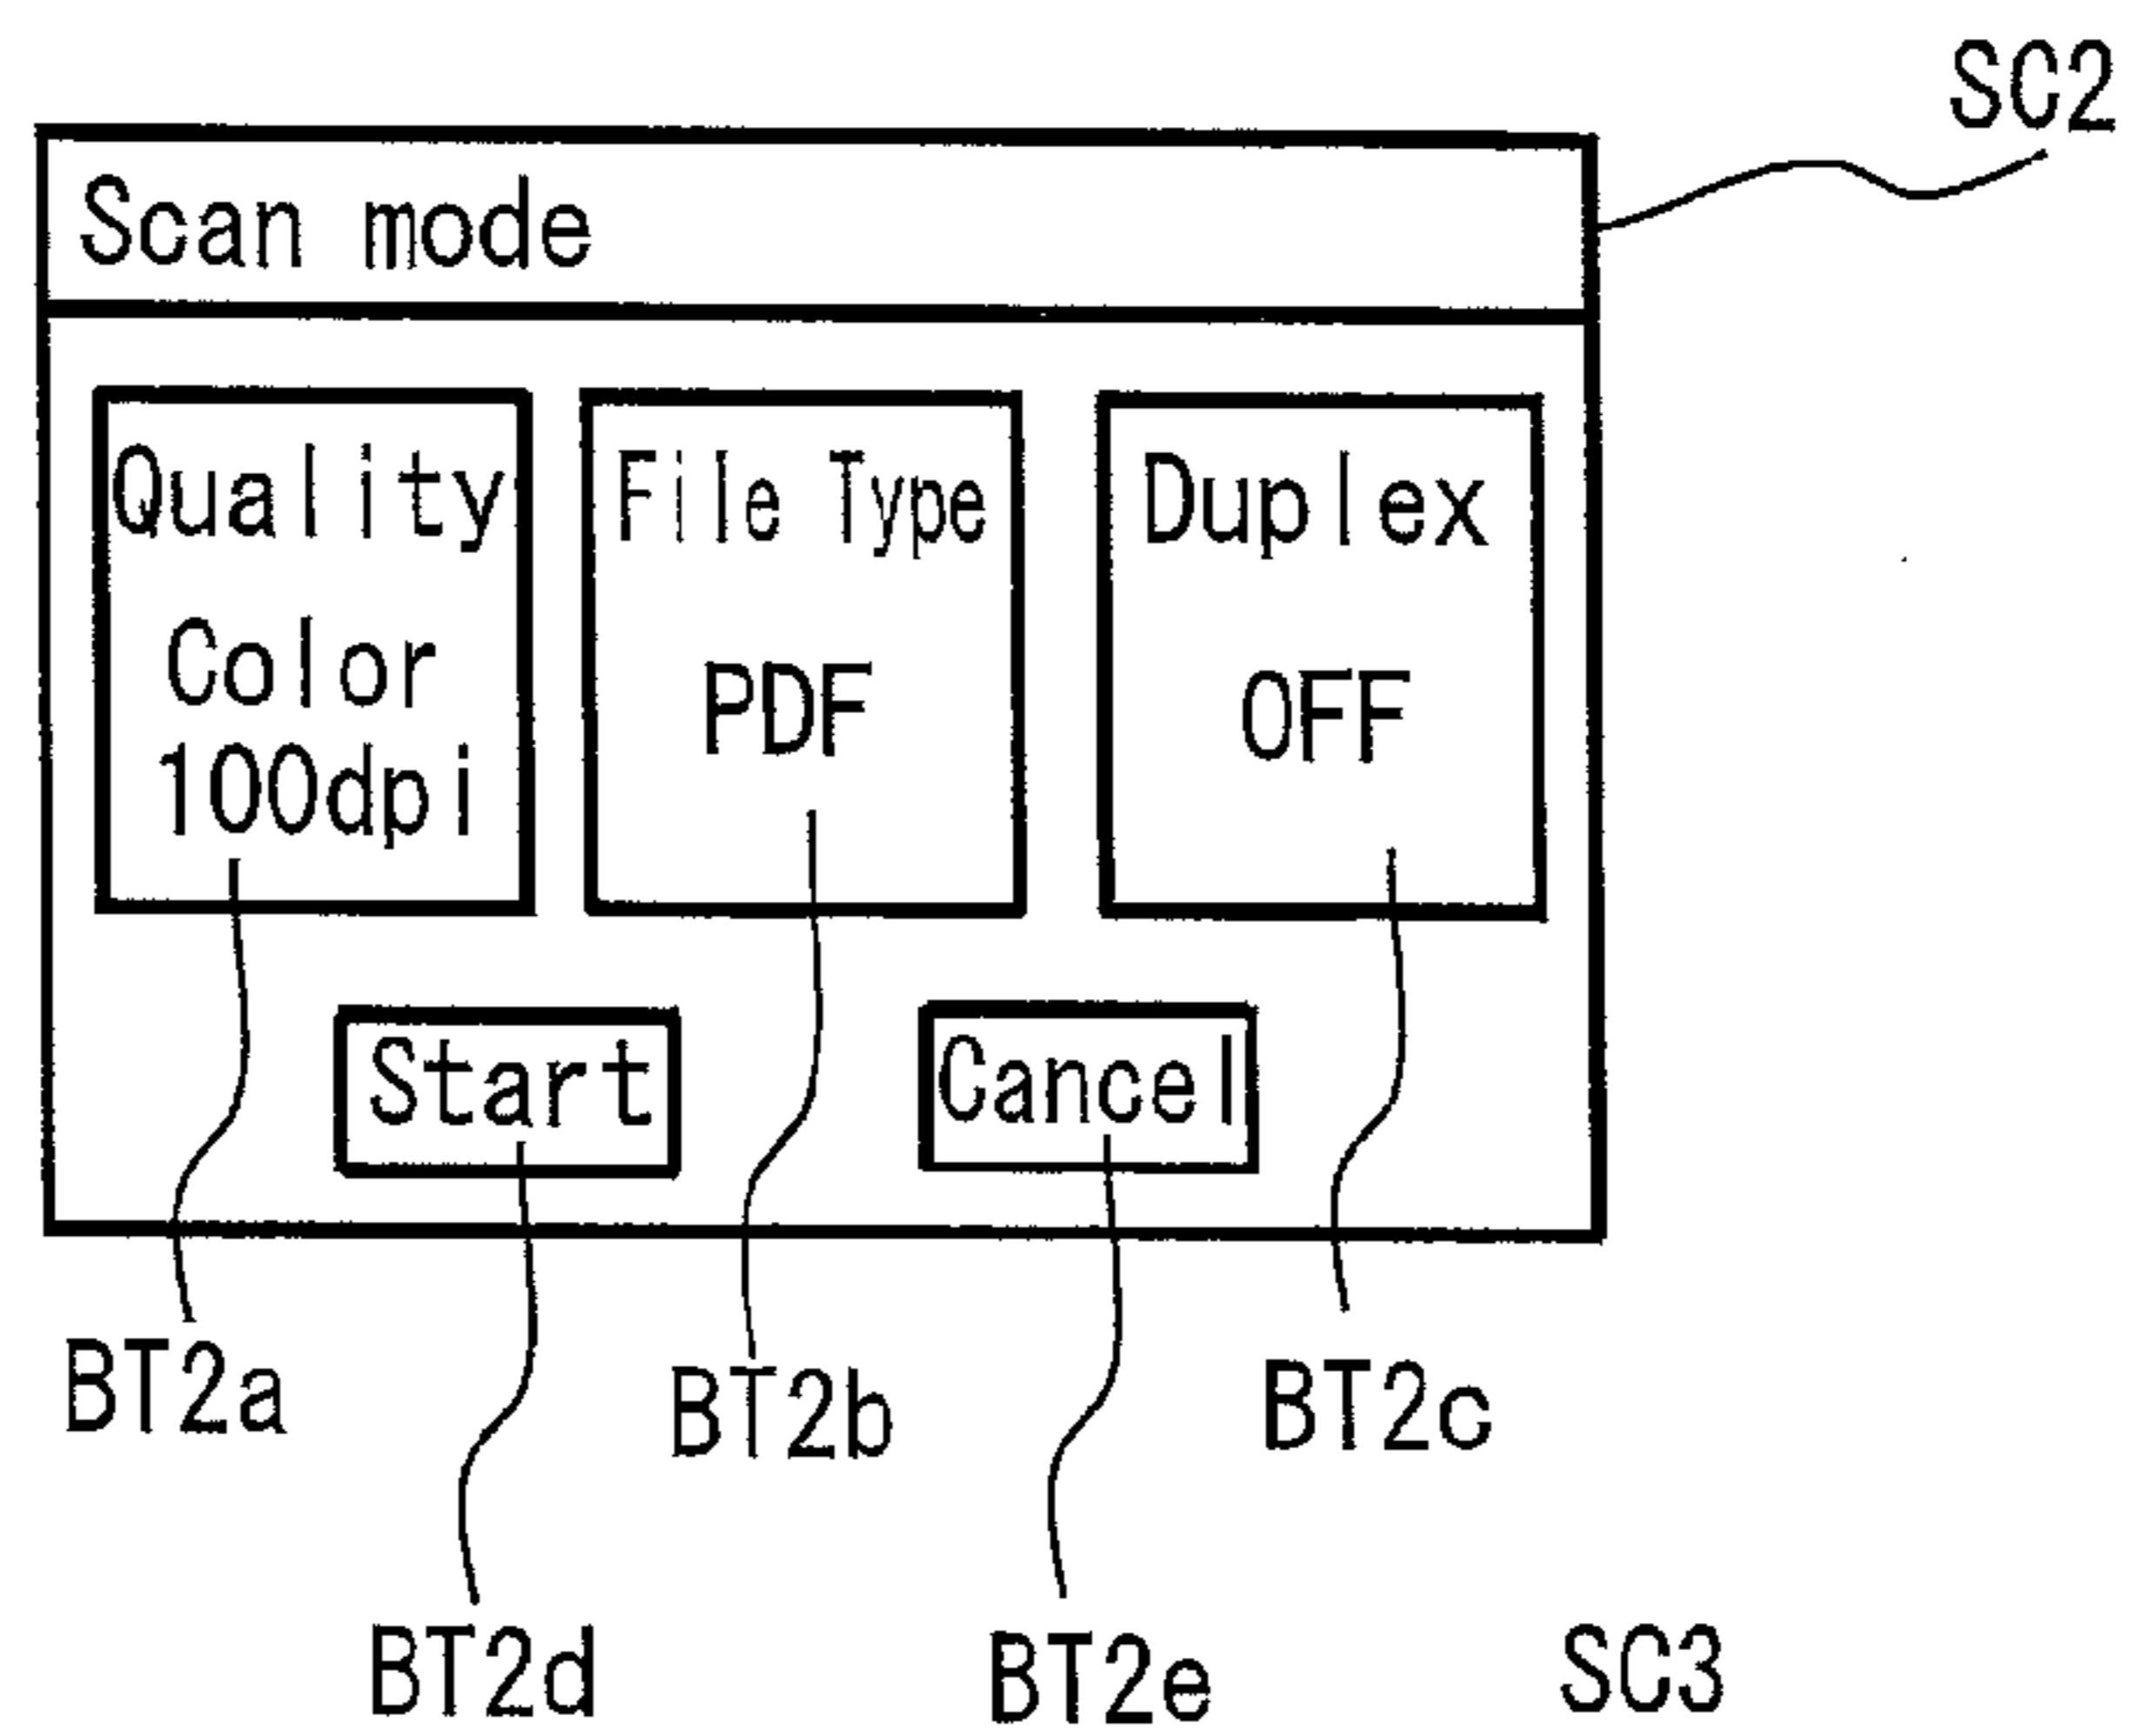 SC2
Scan mode
Quality
Color
100dpi
File Type
PDF
Duplex
OFF
Start
Cancel
BT2a
BT2b
BT2c
BT2d
BT2e
SC3